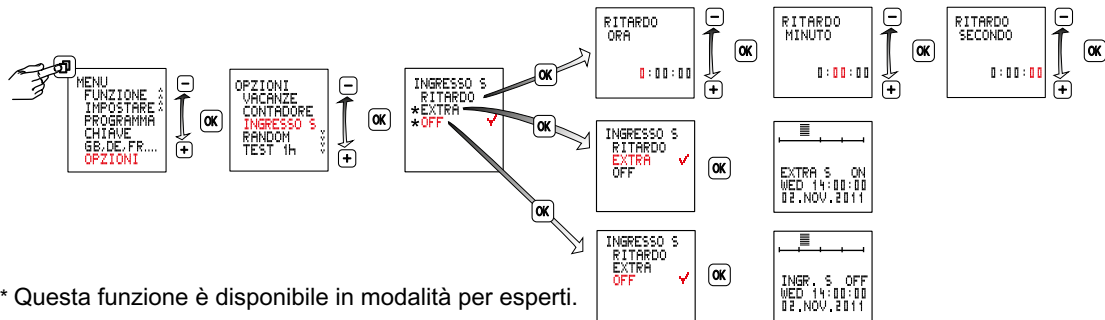 MENU
FUNZIONE
IMPOSTARE
PROGRAMMA
CHIAVE
GB,DE,FR....
OPZIONI
OK
OPZIONI
VACANZE
CONTADORE
INGRESSO S
RANDOM
TEST 1h
OK
INGRESSO S
RITARDO
*EXTRA
*OFF
OK
RITARDO
ORA
0:00:00
OK
RITARDO
MINUTO
0:00:00
OK
RITARDO
SECONDO
0:00:00
OK
OK
INGRESSO S
RITARDO
EXTRA
OFF
OK
EXTRA S ON
WED 14:00:00
02.NOV.2011
OK
INGRESSO S
RITARDO
EXTRA
OFF
OK
INGR. S OFF
WED 14:00:00
02.NOV.2011
* Questa funzione è disponibile in modalità per esperti.